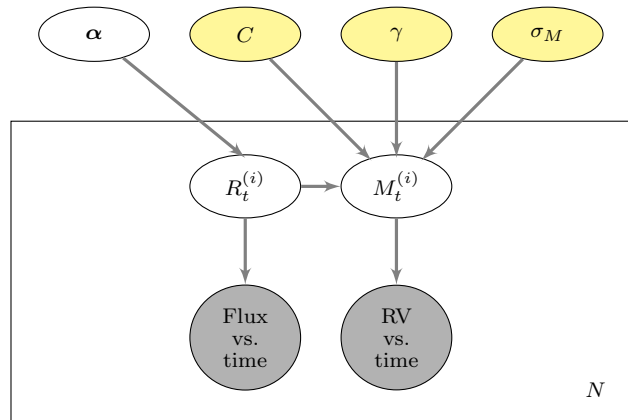 α C γ σ_M
R_t^{(i)} M_t^{(i)}
Flux
vs.
time
RV
vs.
time
N